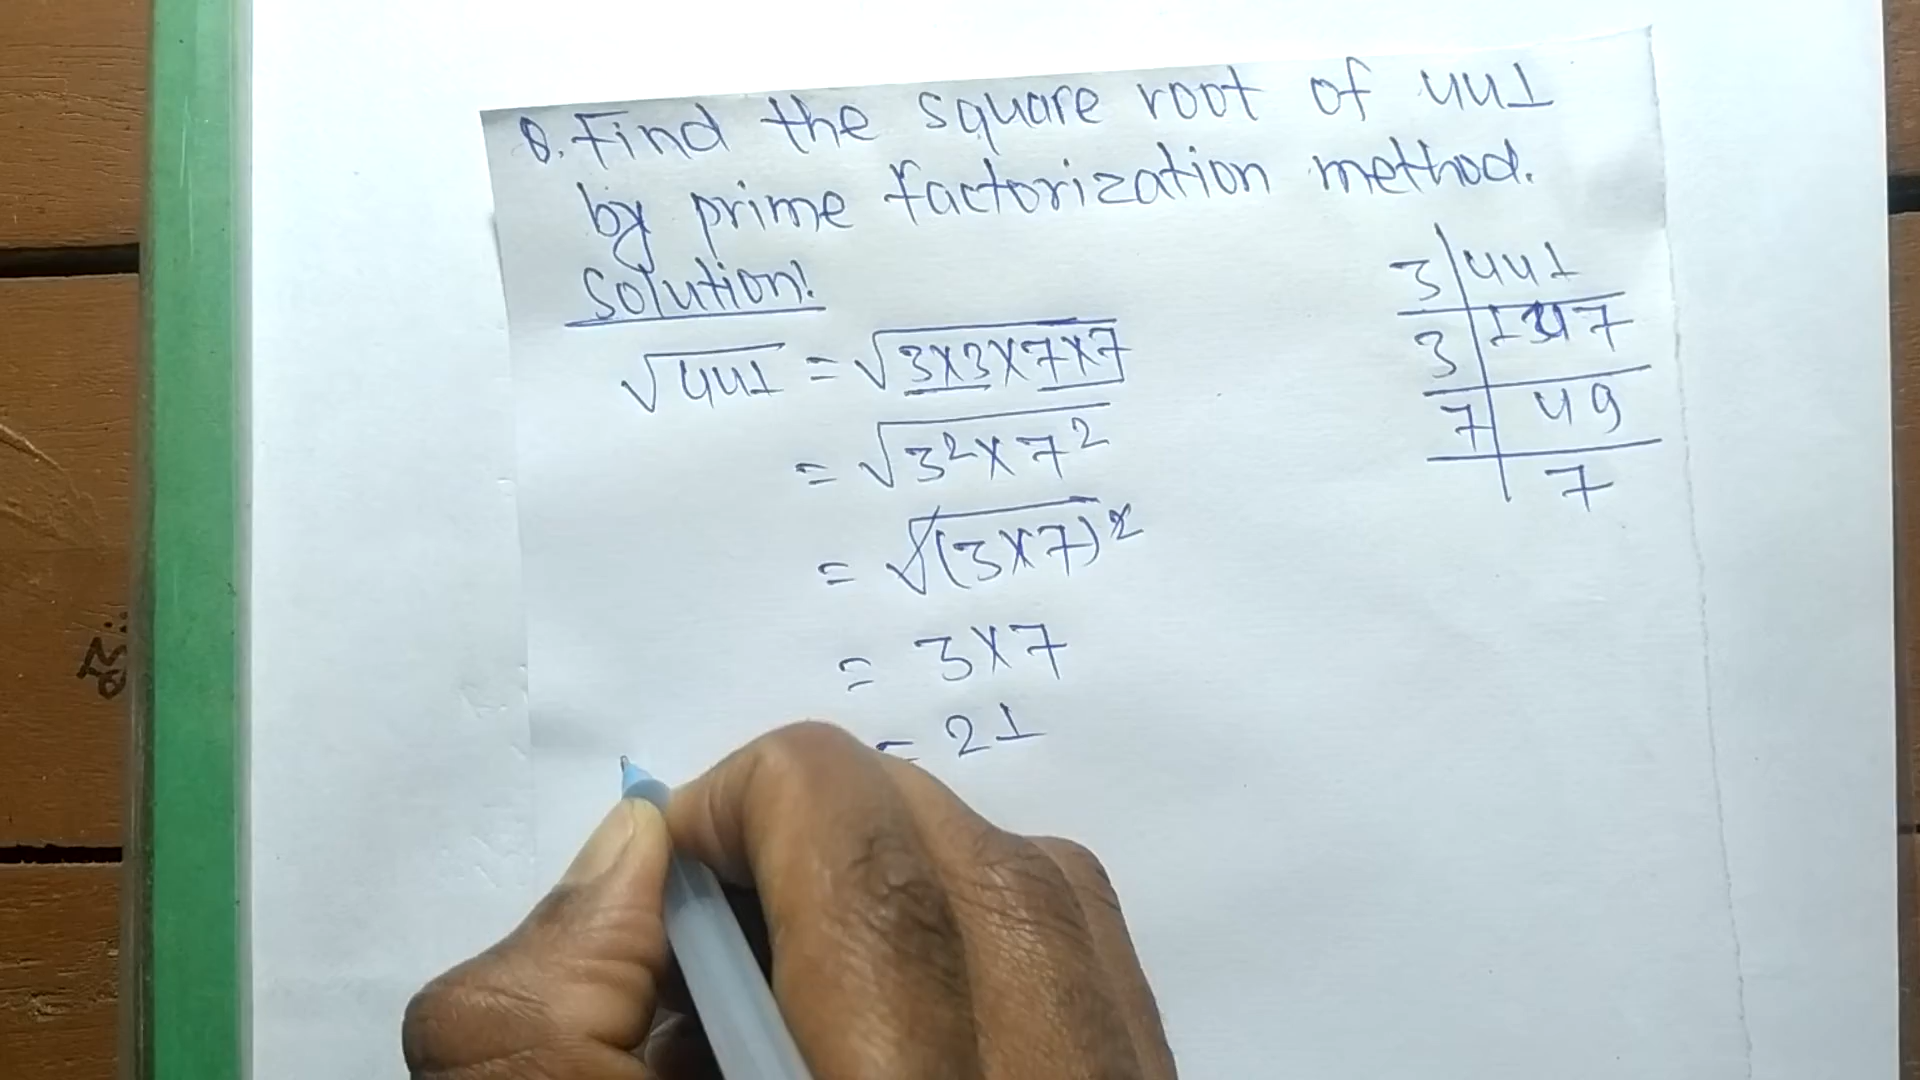 Q. Find the square root of 441
by prime factorization method.
Solution:
√441 = √3×3×7×7
= √3²×7²
= √(3×7)²
= 3×7
= 21
3 441
3 147
7 49
7